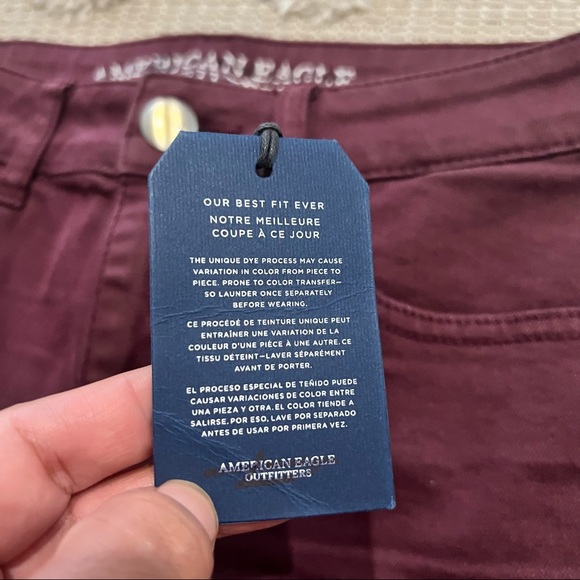 AMERICAN EAGLE
OUR BEST FIT EVER
NOTRE MEILLEURE
COUPE À CE JOUR
THE UNIQUE DYE PROCESS MAY CAUSE
VARIATION IN COLOR FROM PIECE TO
PIECE. PRONE TO COLOR TRANSFER—
SO LAUNDER ONCE SEPARATELY
BEFORE WEARING.
CE PROCÉDÉ DE TEINTURE UNIQUE PEUT
ENTRAÎNER UNE VARIATION DE LA
COULEUR D'UNE PIÈCE À UNE AUTRE. CE
TISSU DÉTEINT—LAVER SÉPARÉMENT
AVANT DE PORTER.
EL PROCESO ESPECIAL DE TEÑIDO PUEDE
CAUSAR VARIACIONES DE COLOR ENTRE
UNA PIEZA Y OTRA. EL COLOR TIENDE A
SALIRSE. POR ESO, LAVE POR SEPARADO
ANTES DE USAR POR PRIMERA VEZ.
AMERICAN EAGLE
OUTFITTERS